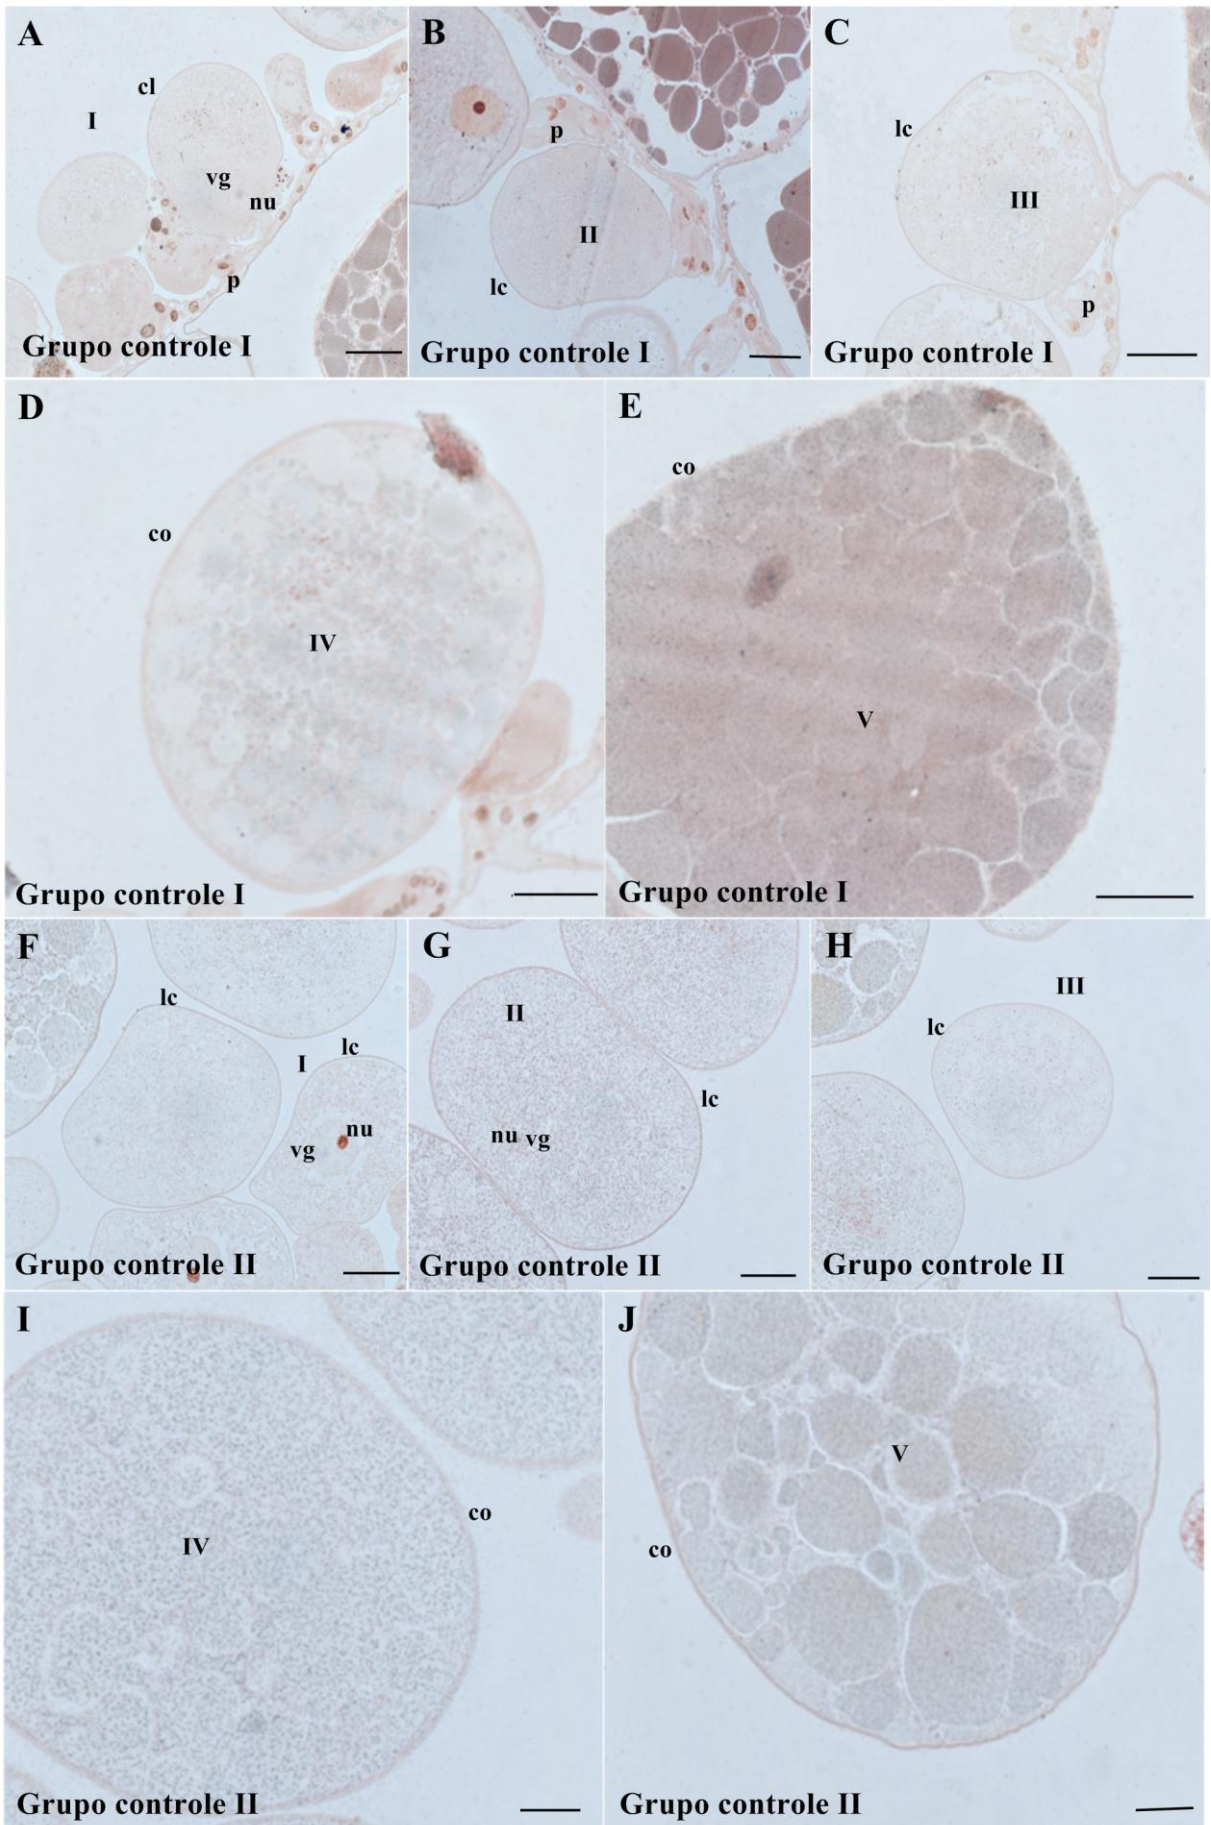 A
cl
I
vg
nu
p
Grupo controle I
B
p
II
lc
Grupo controle I
C
lc
III
p
Grupo controle I
D
co
IV
Grupo controle I
E
co
V
Grupo controle I
F
lc
lc
I
nu
vg
Grupo controle II
G
II
lc
nu vg
Grupo controle II
H
III
lc
Grupo controle II
I
co
IV
Grupo controle II
J
V
co
Grupo controle II